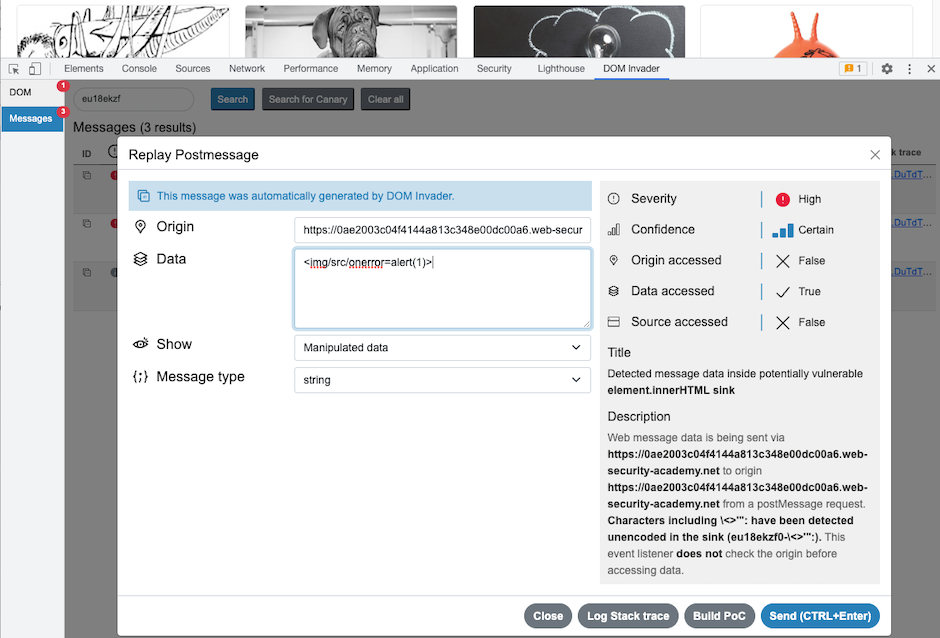 Elements Console Sources Network Performance Memory Application Security Lighthouse DOM Invader 1
DOM 1
eu18ekzf Search Search for Canary Clear all
Messages 3
Messages (3 results)
ID k trace
Replay Postmessage
.DuTdT...
.DuTdT...
.DuTdT...
This message was automatically generated by DOM Invader.
Origin https://0ae2003c04f4144a813c348e00dc00a6.web-secur
Data <img/src/onerror=alert(1)>
Show Manipulated data
Message type string
Severity High
Confidence Certain
Origin accessed False
Data accessed True
Source accessed False
Title
Detected message data inside potentially vulnerable
element.innerHTML sink
Description
Web message data is being sent via
https://0ae2003c04f4144a813c348e00dc00a6.web-
security-academy.net to origin
https://0ae2003c04f4144a813c348e00dc00a6.web-
security-academy.net from a postMessage request.
Characters including \<>'": have been detected
unencoded in the sink (eu18ekzf0-\<>'":). This
event listener does not check the origin before
accessing data.
Close Log Stack trace Build PoC Send (CTRL+Enter)